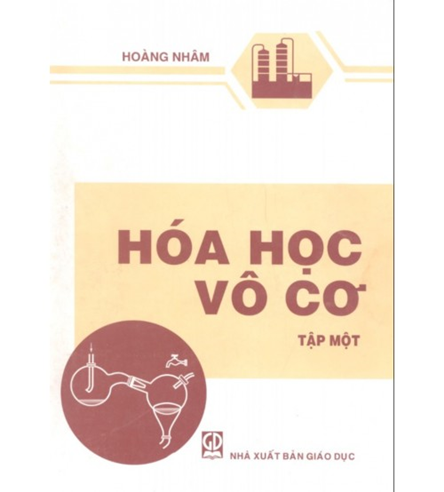 HOÀNG NHÂM
HÓA HỌC
VÔ CƠ
TẬP MỘT
GD
NHÀ XUẤT BẢN GIÁO DỤC